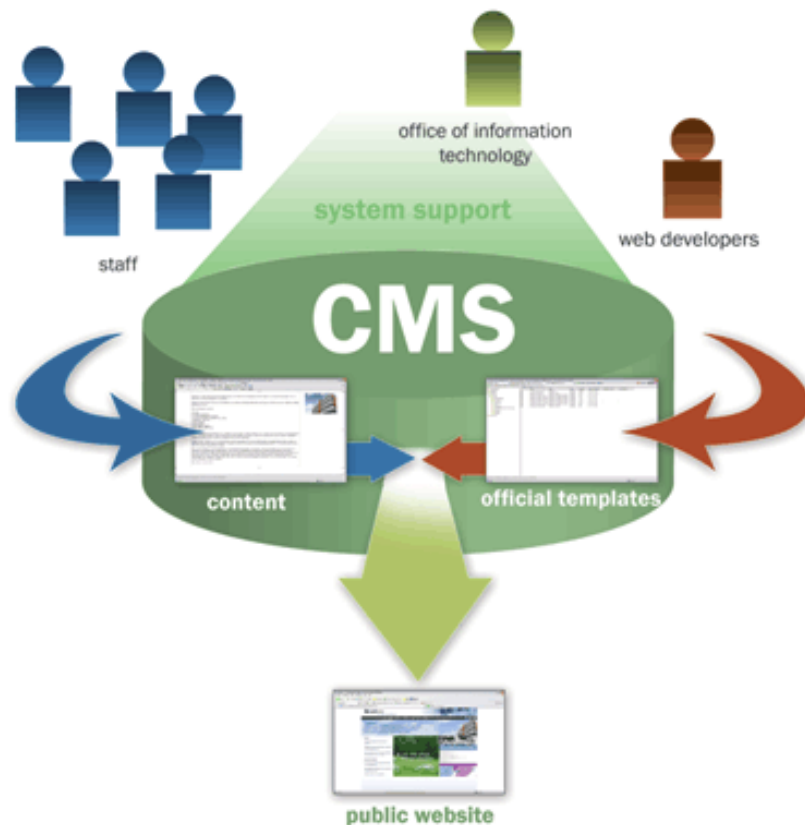 office of information
technology
system support
staff
web developers
CMS
content
official templates
public website